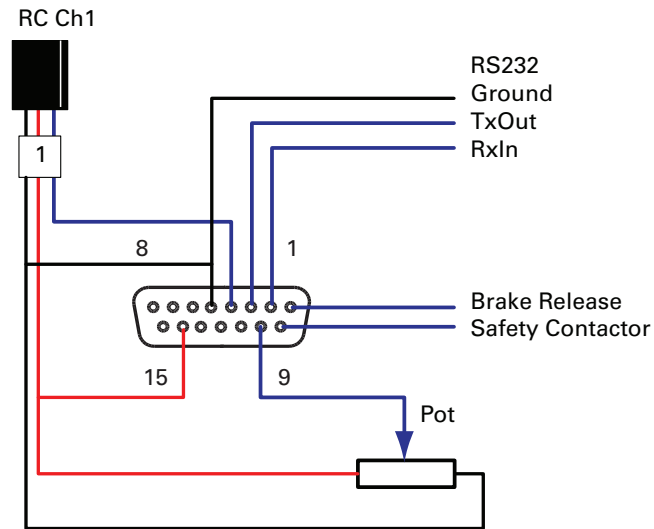 RC Ch1
RS232
Ground
TxOut
RxIn
1
8
1
Brake Release
Safety Contactor
15
9
Pot